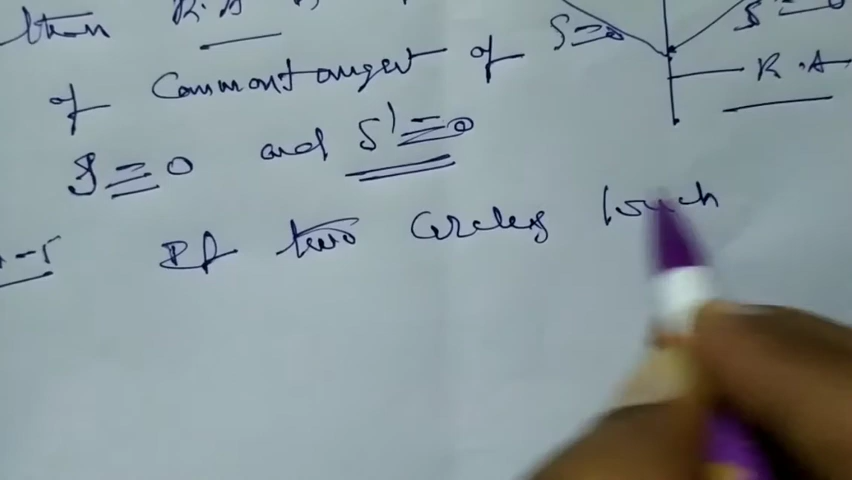 then R.A
of Common tangent of S≡0
R.A
S≡0 and S'≡0
If two Circles touch